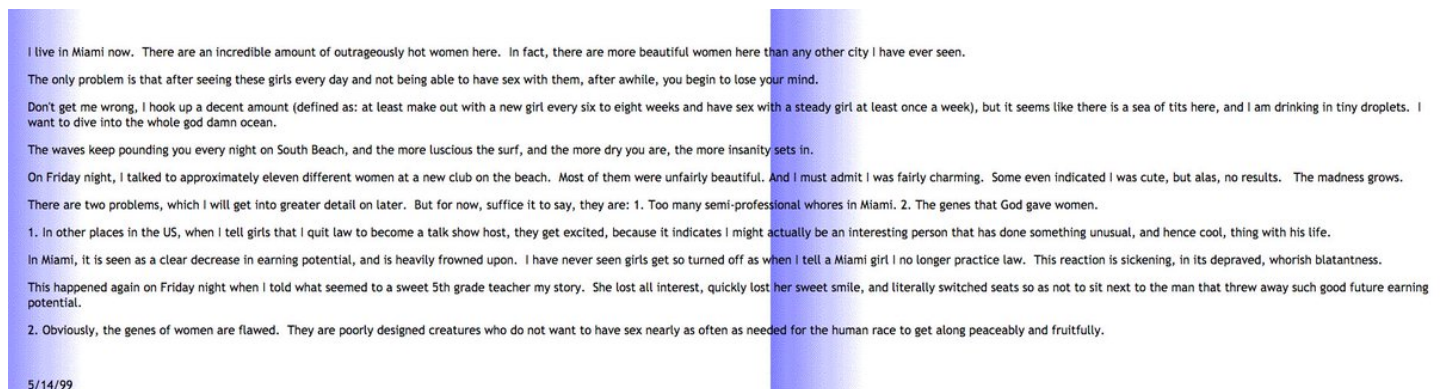 I live in Miami now.  There are an incredible amount of outrageously hot women here.  In fact, there are more beautiful women here than any other city I have ever seen.
The only problem is that after seeing these girls every day and not being able to have sex with them, after awhile, you begin to lose your mind.
Don't get me wrong, I hook up a decent amount (defined as: at least make out with a new girl every six to eight weeks and have sex with a steady girl at least once a week), but it seems like there is a sea of tits here, and I am drinking in tiny droplets.  I
want to dive into the whole god damn ocean.
The waves keep pounding you every night on South Beach, and the more luscious the surf, and the more dry you are, the more insanity sets in.
On Friday night, I talked to approximately eleven different women at a new club on the beach.  Most of them were unfairly beautiful. And I must admit I was fairly charming.  Some even indicated I was cute, but alas, no results.   The madness grows.
There are two problems, which I will get into greater detail on later.  But for now, suffice it to say, they are: 1. Too many semi-professional whores in Miami. 2. The genes that God gave women.
1. In other places in the US, when I tell girls that I quit law to become a talk show host, they get excited, because it indicates I might actually be an interesting person that has done something unusual, and hence cool, thing with his life.
In Miami, it is seen as a clear decrease in earning potential, and is heavily frowned upon.  I have never seen girls get so turned off as when I tell a Miami girl I no longer practice law.  This reaction is sickening, in its depraved, whorish blatantness.
This happened again on Friday night when I told what seemed to a sweet 5th grade teacher my story.  She lost all interest, quickly lost her sweet smile, and literally switched seats so as not to sit next to the man that threw away such good future earning
potential.
2. Obviously, the genes of women are flawed.  They are poorly designed creatures who do not want to have sex nearly as often as needed for the human race to get along peaceably and fruitfully.
5/14/99